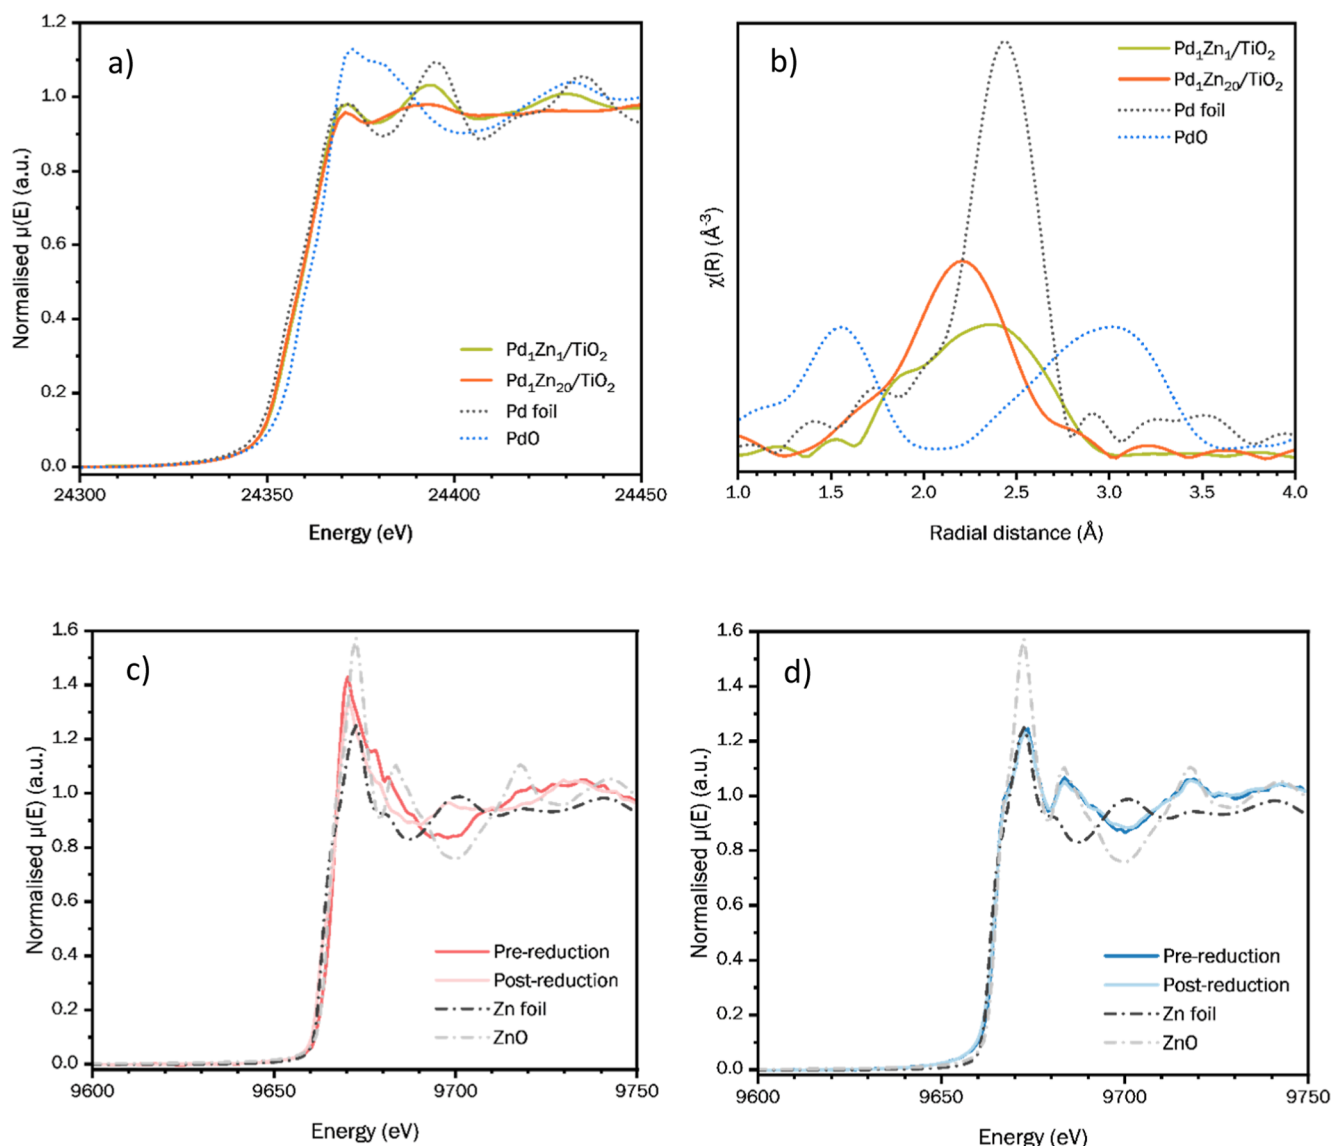 a)
1.2
1.0
0.8
0.6
0.4
0.2
0.0
Normalised μ(E) (a.u.)
Pd₁Zn₁/TiO₂
Pd₁Zn₂₀/TiO₂
Pd foil
PdO
24300 24350 24400 24450
Energy (eV)
b)
Pd₁Zn₁/TiO₂
Pd₁Zn₂₀/TiO₂
Pd foil
PdO
χ(R) (Å⁻³)
1.0 1.5 2.0 2.5 3.0 3.5 4.0
Radial distance (Å)
c)
1.6
1.4
1.2
1.0
0.8
0.6
0.4
0.2
0.0
Normalised μ(E) (a.u.)
Pre-reduction
Post-reduction
Zn foil
ZnO
9600 9650 9700 9750
Energy (eV)
d)
1.6
1.4
1.2
1.0
0.8
0.6
0.4
0.2
0.0
Normalised μ(E) (a.u.)
Pre-reduction
Post-reduction
Zn foil
ZnO
9600 9650 9700 9750
Energy (eV)